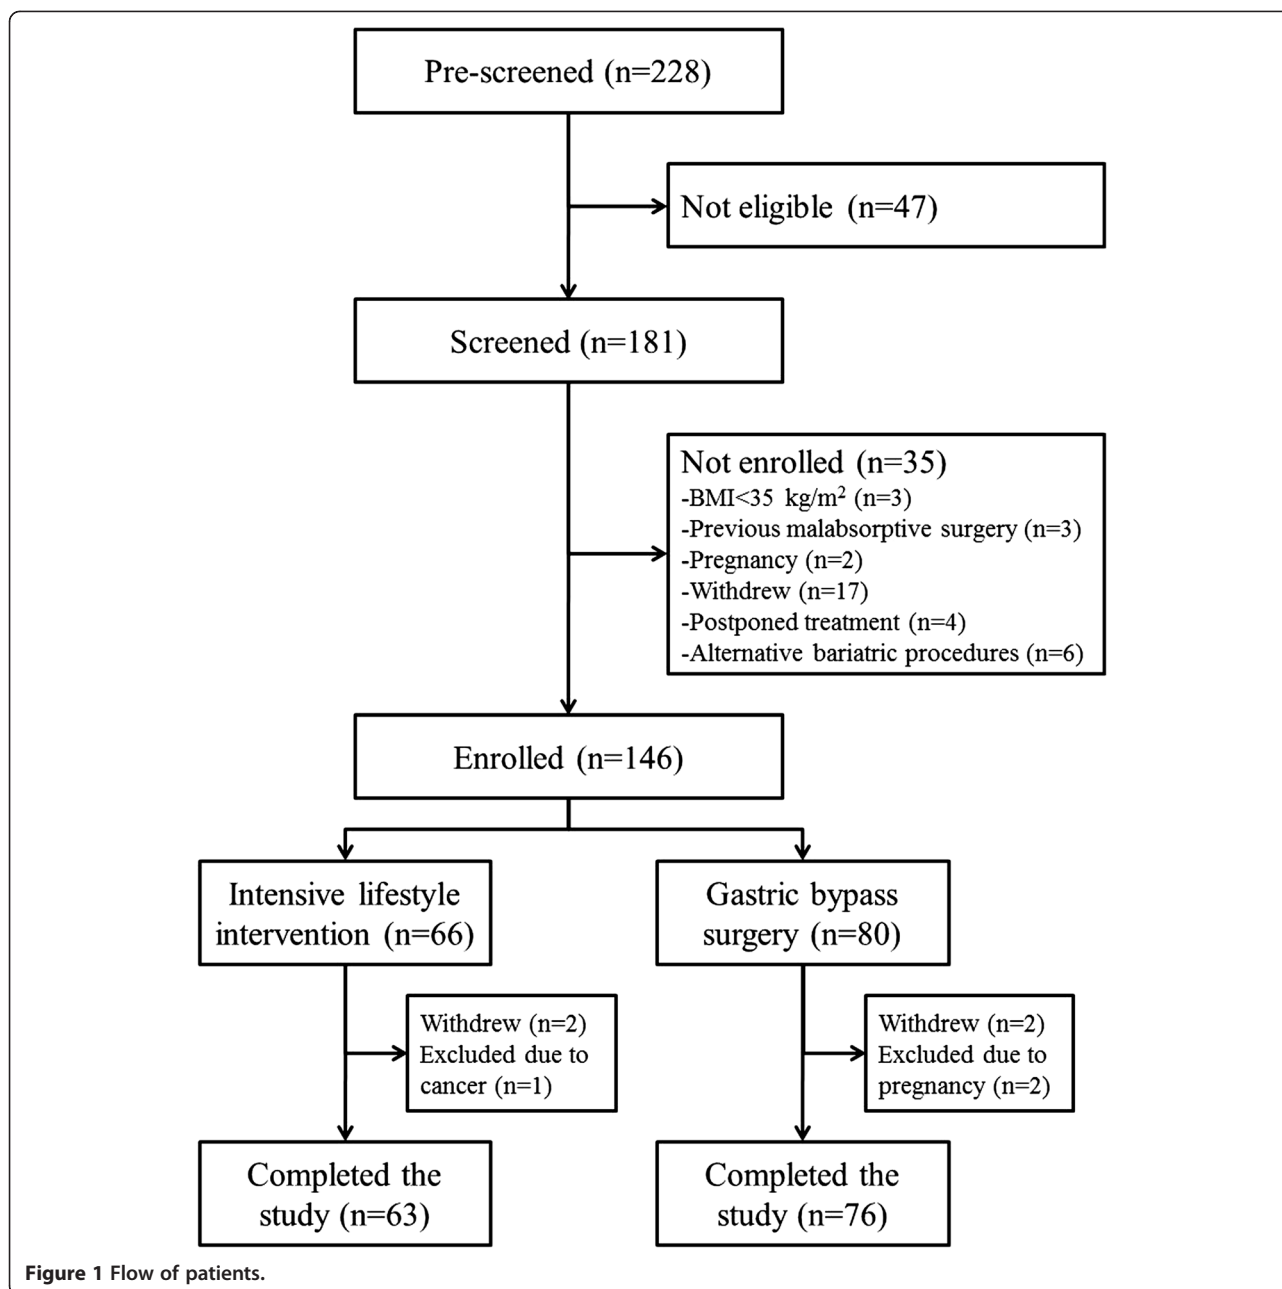 Pre-screened (n=228)
Not eligible (n=47)
Screened (n=181)
Not enrolled (n=35)
-BMI<35 kg/m² (n=3)
-Previous malabsorptive surgery (n=3)
-Pregnancy (n=2)
-Withdrew (n=17)
-Postponed treatment (n=4)
-Alternative bariatric procedures (n=6)
Enrolled (n=146)
Intensive lifestyle
intervention (n=66)
Gastric bypass
surgery (n=80)
Withdrew (n=2)
Excluded due to
cancer (n=1)
Withdrew (n=2)
Excluded due to
pregnancy (n=2)
Completed the
study (n=63)
Completed the
study (n=76)
Figure 1 Flow of patients.